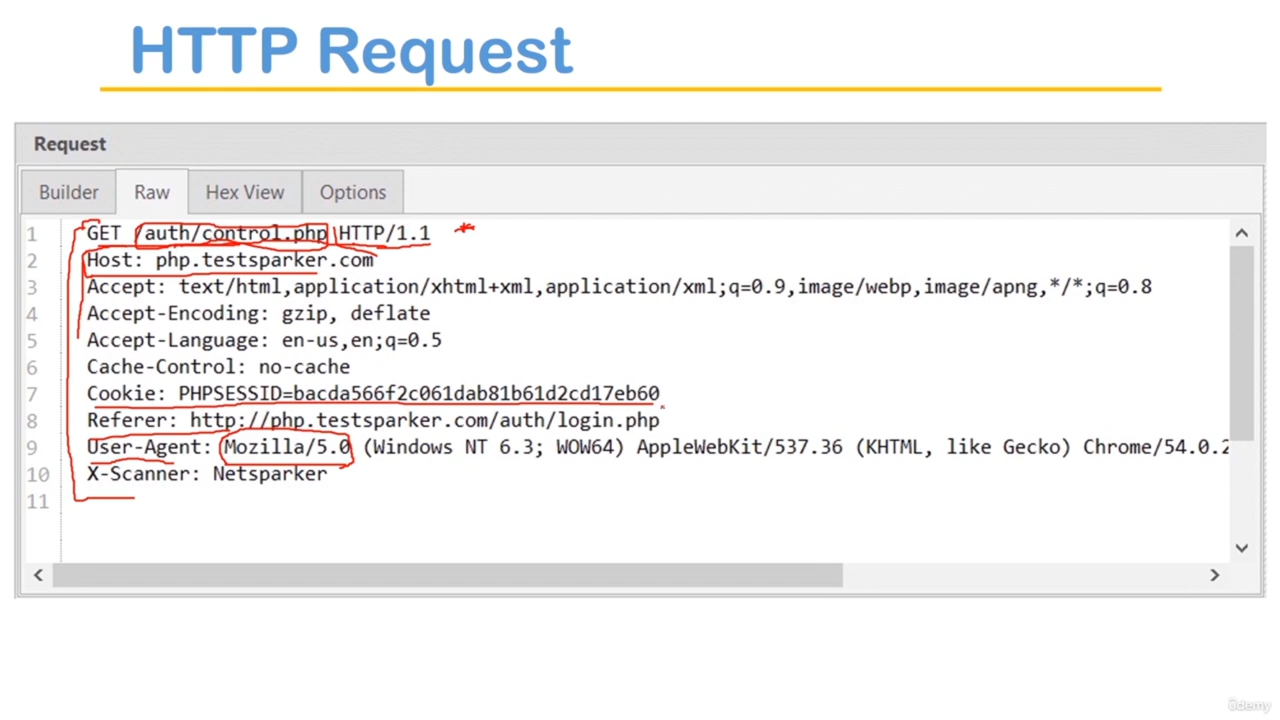 HTTP Request
Request
Builder Raw Hex View Options
1 GET /auth/control.php HTTP/1.1 *
2 Host: php.testsparker.com
3 Accept: text/html,application/xhtml+xml,application/xml;q=0.9,image/webp,image/apng,*/*;q=0.8
4 Accept-Encoding: gzip, deflate
5 Accept-Language: en-us,en;q=0.5
6 Cache-Control: no-cache
7 Cookie: PHPSESSID=bacda566f2c061dab81b61d2cd17eb60
8 Referer: http://php.testsparker.com/auth/login.php
9 User-Agent: Mozilla/5.0 (Windows NT 6.3; WOW64) AppleWebKit/537.36 (KHTML, like Gecko) Chrome/54.0.2
10 X-Scanner: Netsparker
11
ûdemy